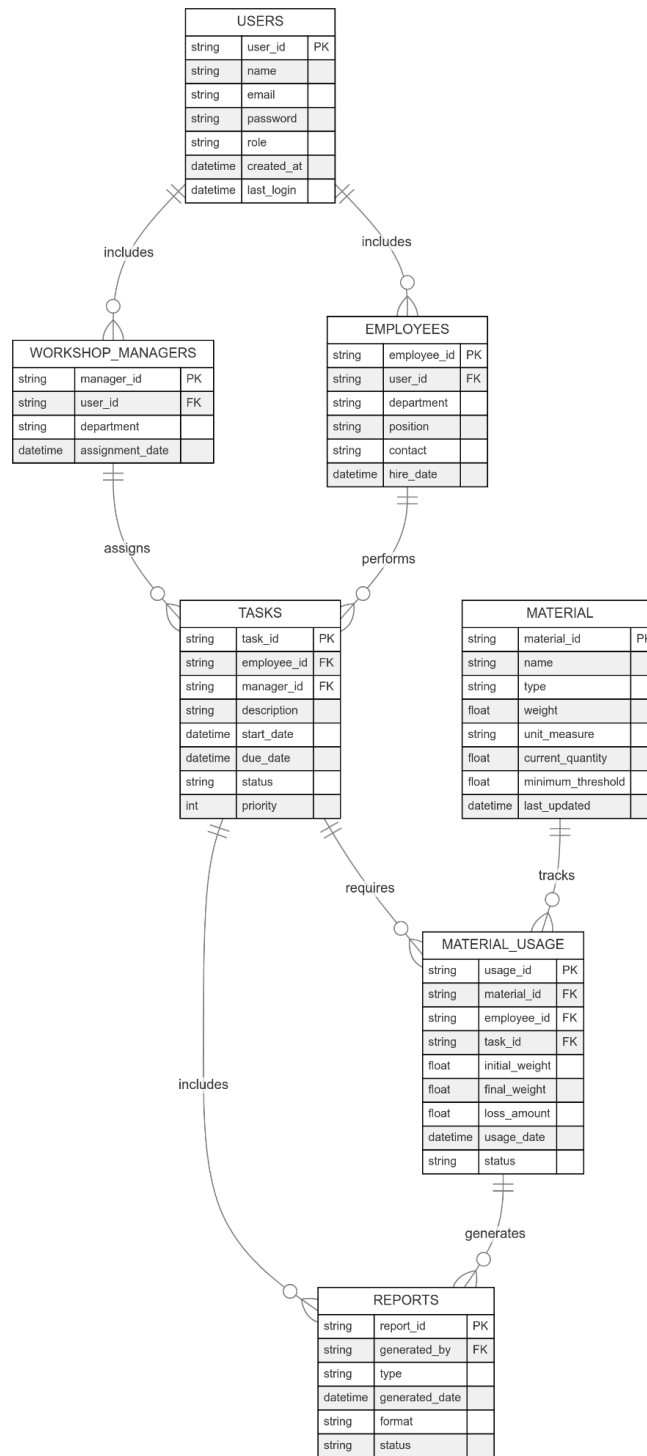 USERS
string user_id PK
string name
string email
string password
string role
datetime created_at
datetime last_login
includes
includes
WORKSHOP_MANAGERS
string manager_id PK
string user_id FK
string department
datetime assignment_date
EMPLOYEES
string employee_id PK
string user_id FK
string department
string position
string contact
datetime hire_date
assigns
performs
TASKS
string task_id PK
string employee_id FK
string manager_id FK
string description
datetime start_date
datetime due_date
string status
int priority
MATERIAL
string material_id PK
string name
string type
float weight
string unit_measure
float current_quantity
float minimum_threshold
datetime last_updated
requires
tracks
MATERIAL_USAGE
string usage_id PK
string material_id FK
string employee_id FK
string task_id FK
float initial_weight
float final_weight
float loss_amount
datetime usage_date
string status
includes
generates
REPORTS
string report_id PK
string generated_by FK
string type
datetime generated_date
string format
string status